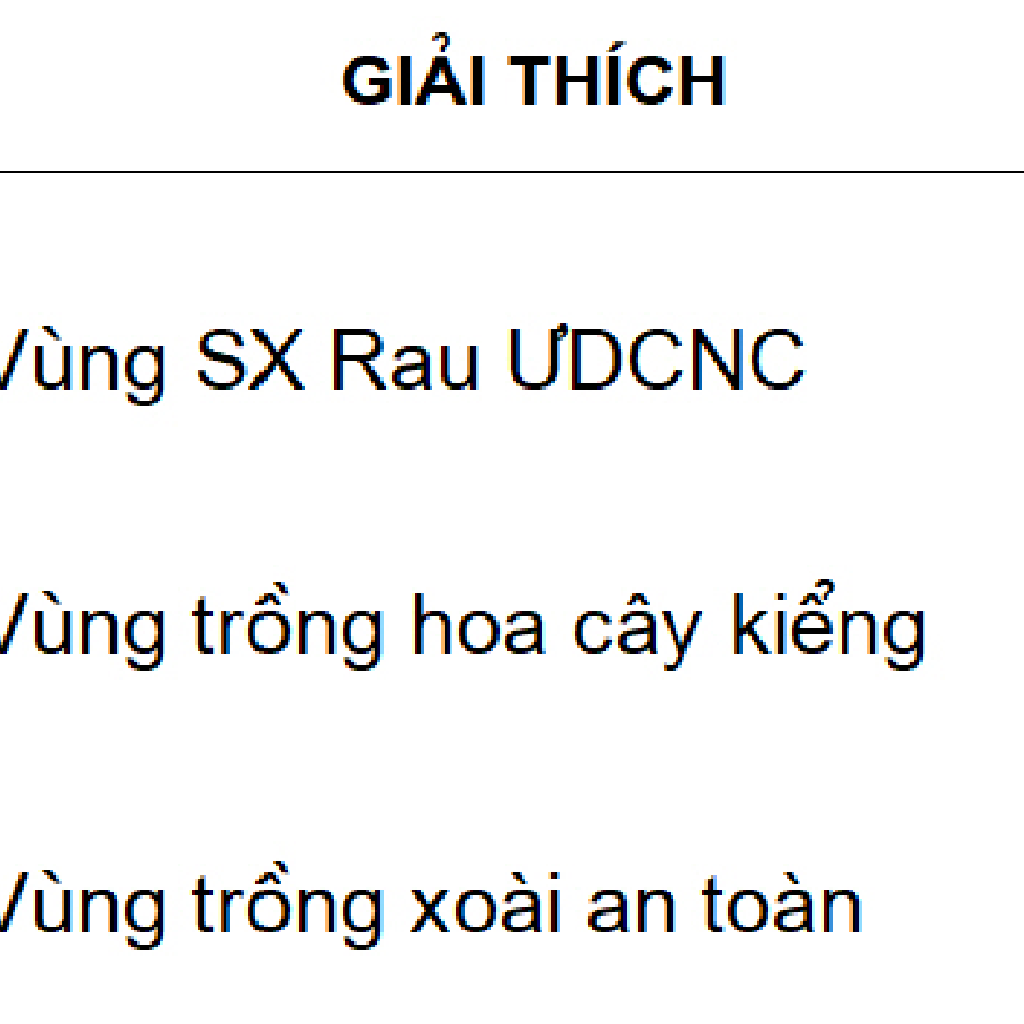 GIẢI THÍCH
Vùng SX Rau ƯDCNC
Vùng trồng hoa cây kiểng
Vùng trồng xoài an toàn